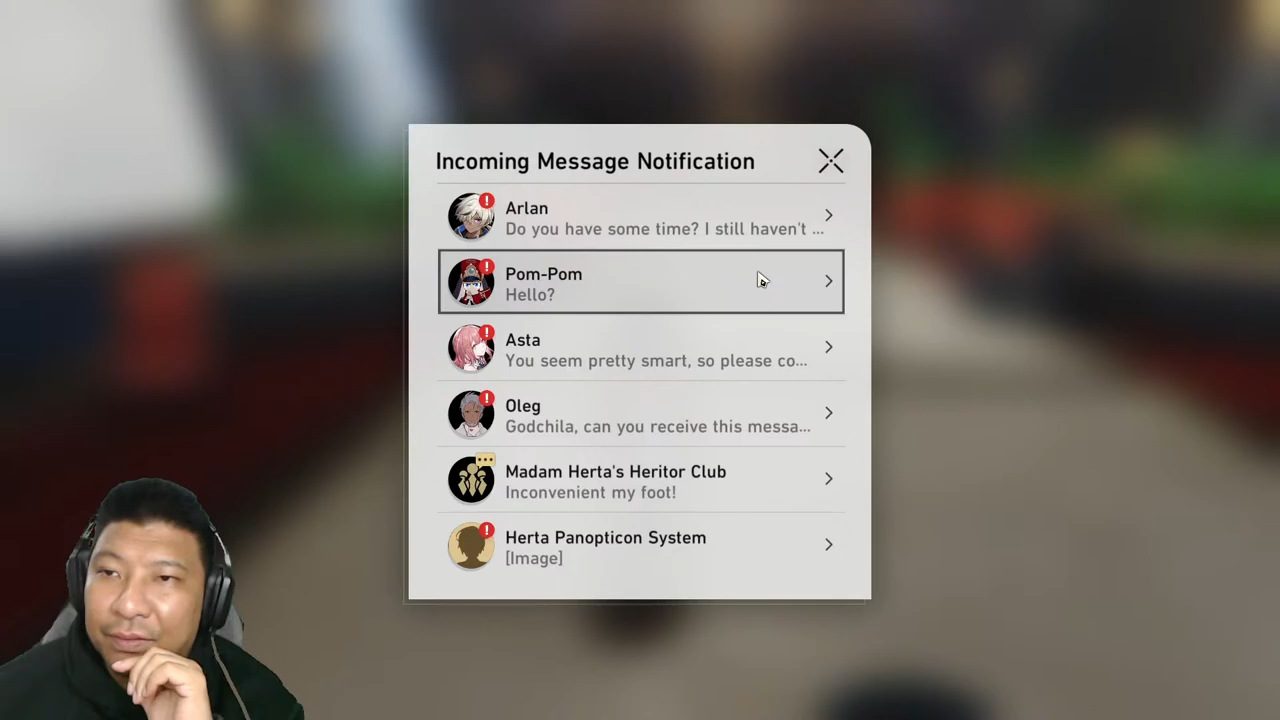 Incoming Message Notification
Arlan
Do you have some time? I still haven't ...
Pom-Pom
Hello?
Asta
You seem pretty smart, so please co...
Oleg
Godchila, can you receive this messa...
Madam Herta's Heritor Club
Inconvenient my foot!
Herta Panopticon System
[Image]